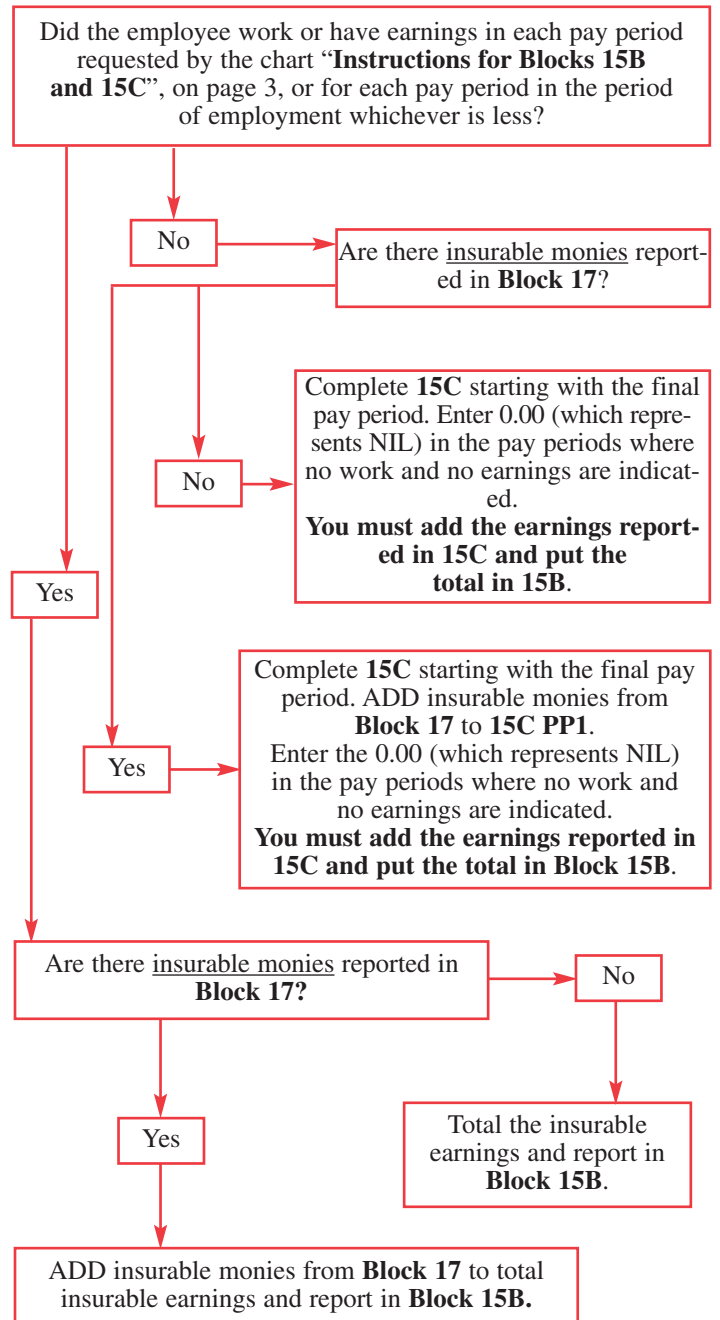 Did the employee work or have earnings in each pay period
requested by the chart “Instructions for Blocks 15B
and 15C”, on page 3, or for each pay period in the period
of employment whichever is less?
No
Are there insurable monies report-
ed in Block 17?
Complete 15C starting with the final
pay period. Enter 0.00 (which repre-
sents NIL) in the pay periods where
no work and no earnings are indicat-
ed.
You must add the earnings report-
ed in 15C and put the
total in 15B.
No
Yes
Complete 15C starting with the final pay
period. ADD insurable monies from
Block 17 to 15C PP1.
Enter the 0.00 (which represents NIL)
in the pay periods where no work and
no earnings are indicated.
You must add the earnings reported in
15C and put the total in Block 15B.
Yes
Are there insurable monies reported in
Block 17?
No
Yes
Total the insurable
earnings and report in
Block 15B.
ADD insurable monies from Block 17 to total
insurable earnings and report in Block 15B.